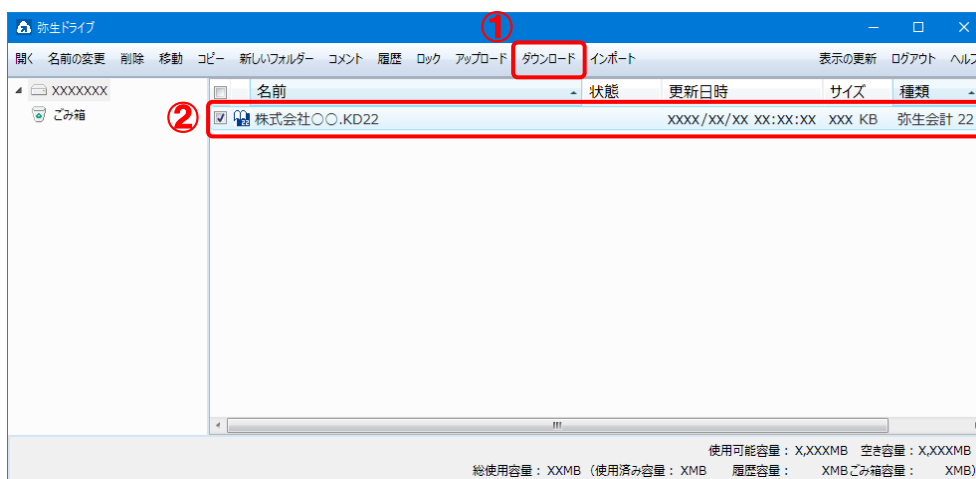 弥生ドライブ
①
開く 名前の変更 削除 移動 コピー 新しいフォルダー コメント 履歴 ロック アップロード ダウンロード インポート 表示の更新 ログアウト ヘルプ
XXXXXXX 名前 状態 更新日時 サイズ 種類
ごみ箱 ② 株式会社○○.KD22 xxxx/xx/xx xx:xx:xx xxx KB 弥生会計 22
使用可能容量： X,XXXMB 空き容量： X,XXXMB
総使用容量： XXMB （使用済み容量： XMB 履歴容量： XMB ごみ箱容量： XMB)